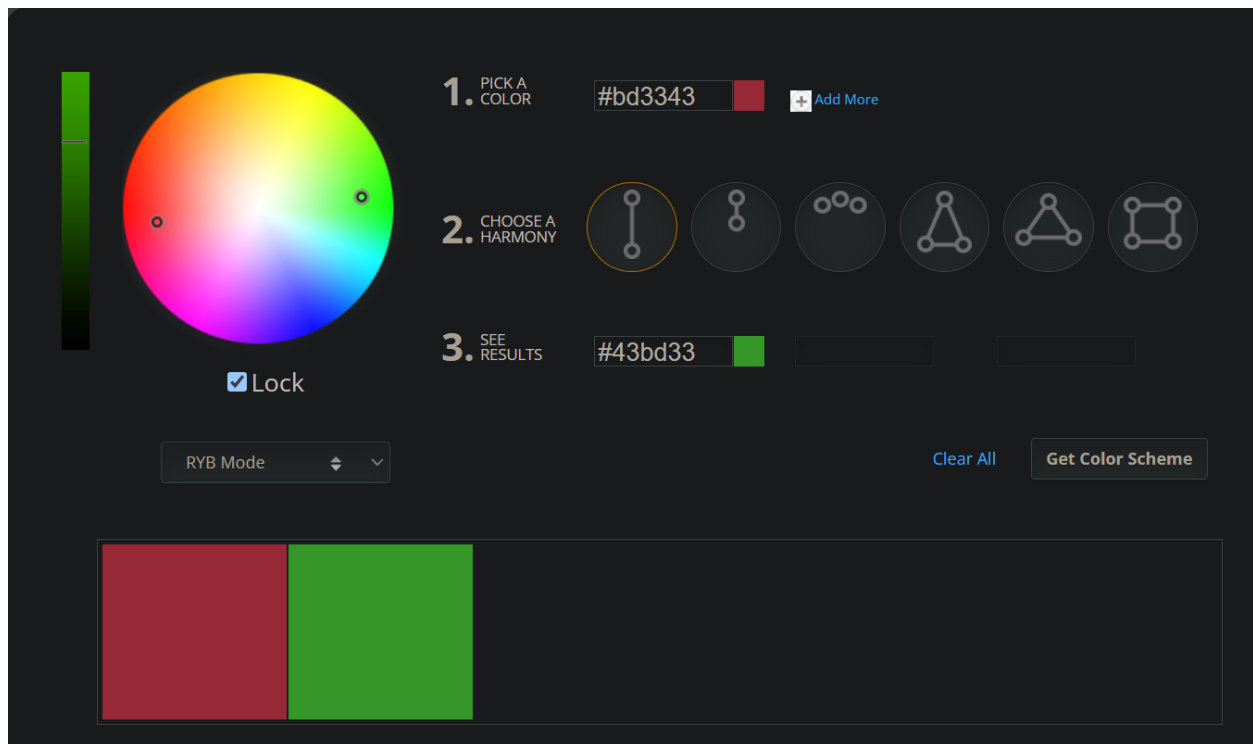 1. PICK A
COLOR
#bd3343
Add More
2. CHOOSE A
HARMONY
3. SEE
RESULTS
#43bd33
Lock
RYB Mode
Clear All
Get Color Scheme